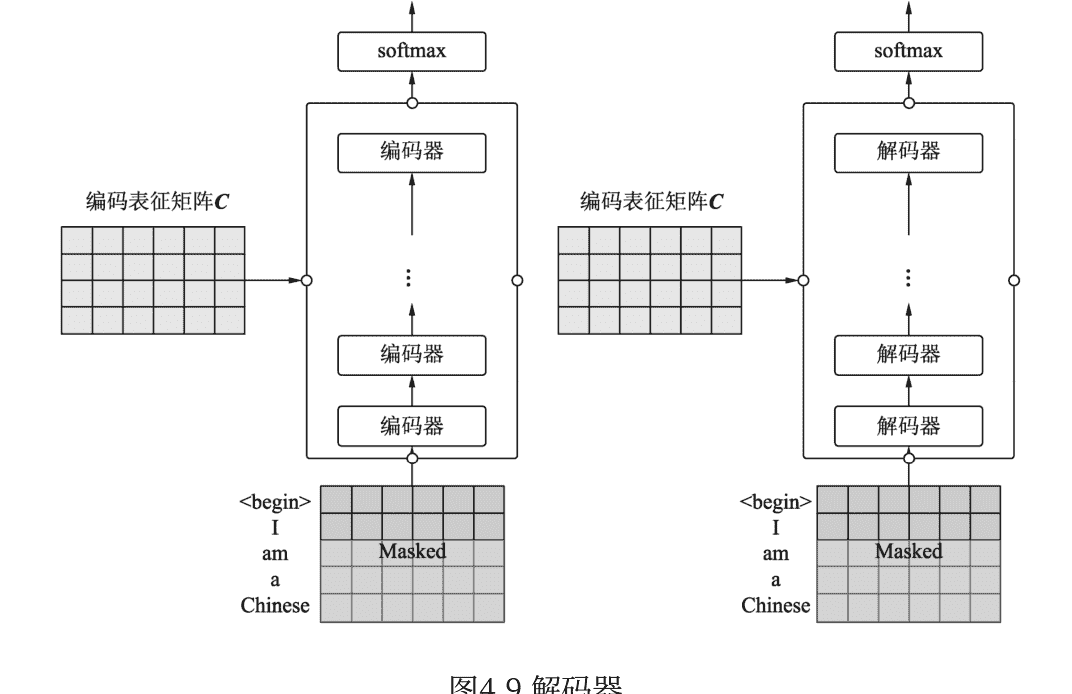 softmax
编码器
编码表征矩阵C
⋮
编码器
编码器
<begin>
I
Masked
am
a
Chinese
softmax
解码器
编码表征矩阵C
⋮
解码器
解码器
<begin>
I
Masked
am
a
Chinese
图4.9 解码器